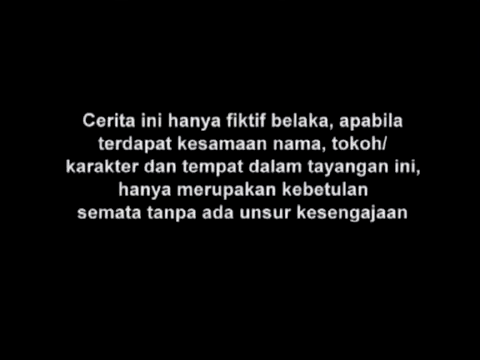 Cerita ini hanya fiktif belaka, apabila
terdapat kesamaan nama, tokoh/
karakter dan tempat dalam tayangan ini,
hanya merupakan kebetulan
semata tanpa ada unsur kesengajaan